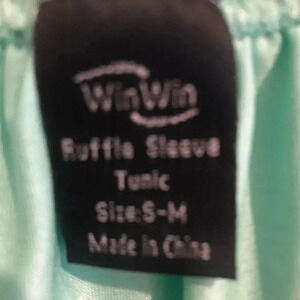 WinWin
Ruffle Sleeve
Tunic
Size:S-M
Made in China